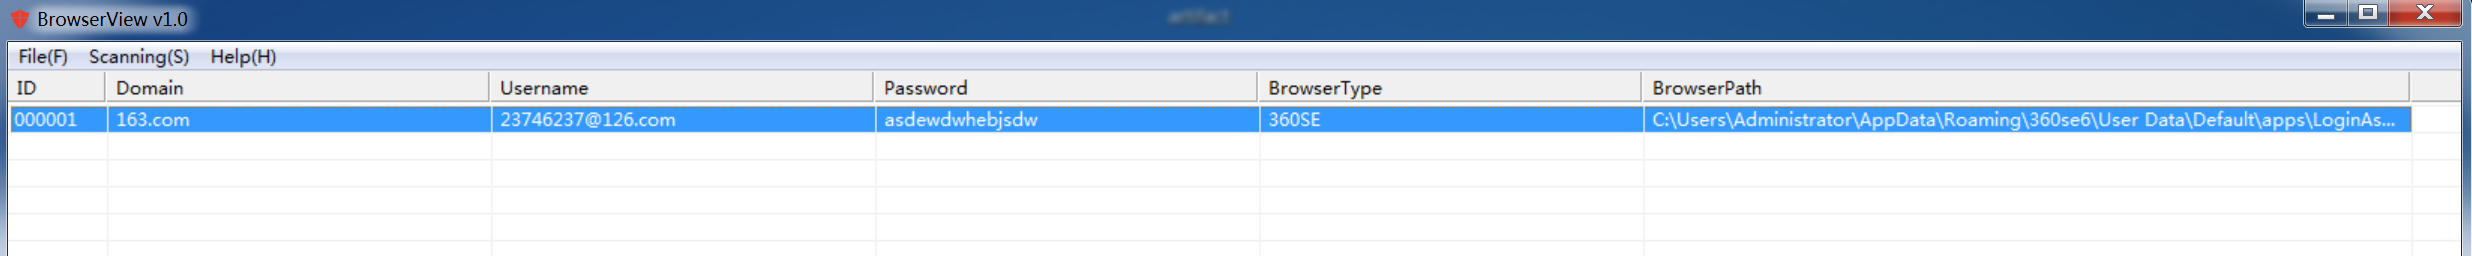 BrowserView v1.0
artifact
File(F) Scanning(S) Help(H)
ID Domain Username Password BrowserType BrowserPath
000001 163.com 23746237@126.com asdewdwhebjsdw 360SE C:\Users\Administrator\AppData\Roaming\360se6\User Data\Default\apps\LoginAs...